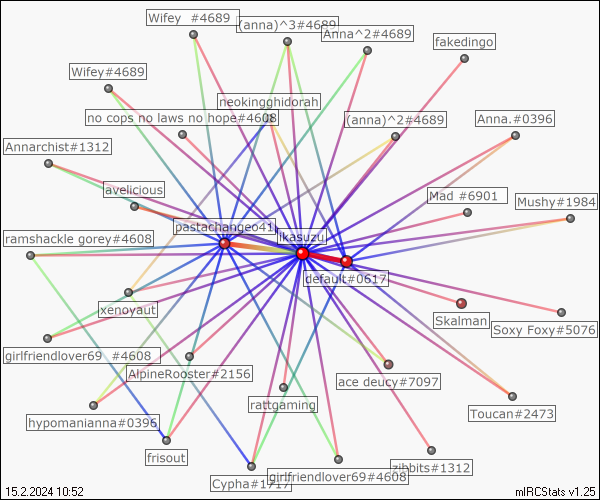 Wifey  #4689
(anna)^3#4689
Anna^2#4689
fakedingo
Wifey#4689
neokingghidorah
no cops no laws no hope#4608
(anna)^2#4689
Anna.#0396
Annarchist#1312
avelicious
Mad #6901
Mushy#1984
pastachangeo41
ikasuzu
ramshackle gorey#4608
default#0617
xenoyaut
Skalman
Soxy Foxy#5076
girlfriendlover69  #4608
AlpineRooster#2156
ace deucy#7097
rattgaming
Toucan#2473
hypomanianna#0396
frisout
zibbits#1312
girlfriendlover69#4608
Cypha#1717
15.2.2024 10:52
mIRCStats v1.25